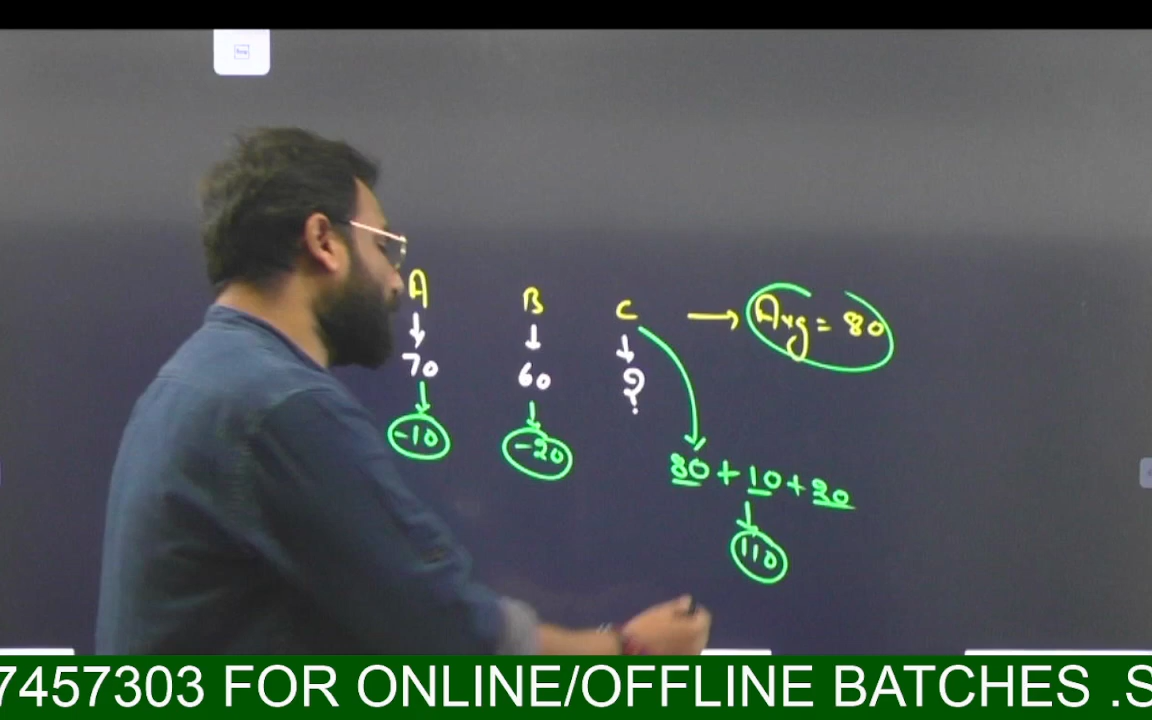 A B C → Avg = 80
70 60 ?
-10 -20
80 + 10 + 20
110
7457303 FOR ONLINE/OFFLINE BATCHES .S